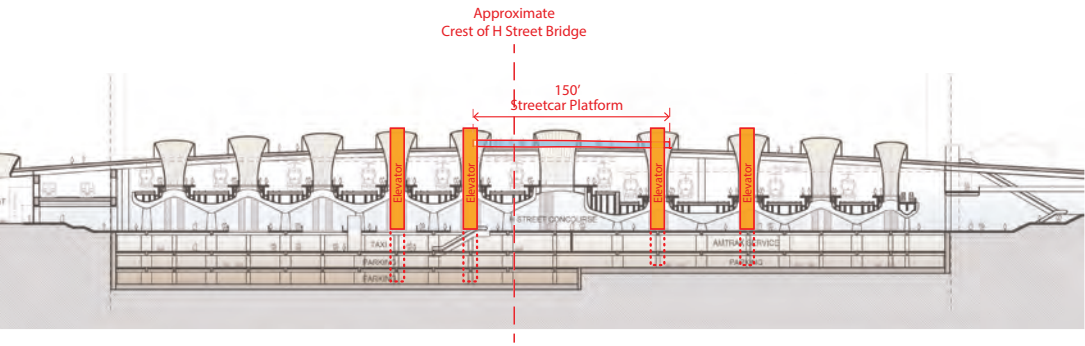 Approximate
Crest of H Street Bridge
150’
Streetcar Platform
Elevator
Elevator
Elevator
Elevator
H STREET CONCOURSE
TAXI
AMTRAK SERVICE
PARKING
PARKING
PARKING